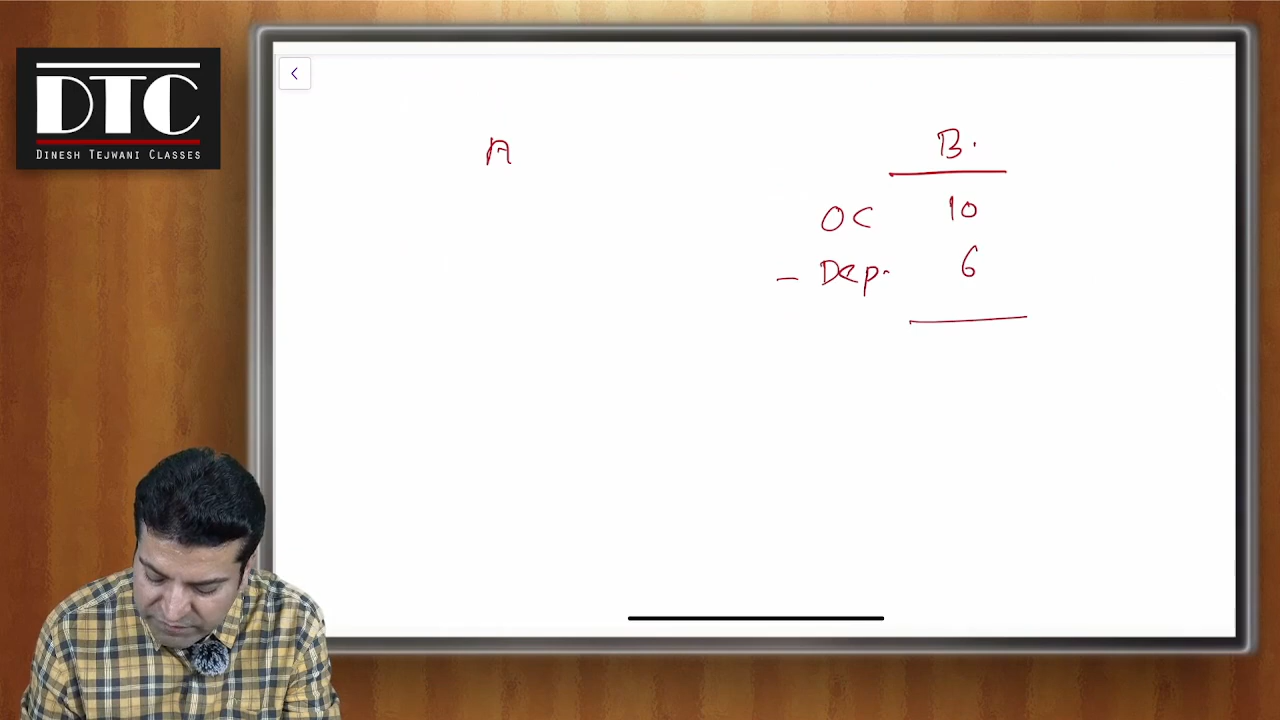 DTC
DINESH TEJWANI CLASSES
A
B.
OC 10
- Dep. 6